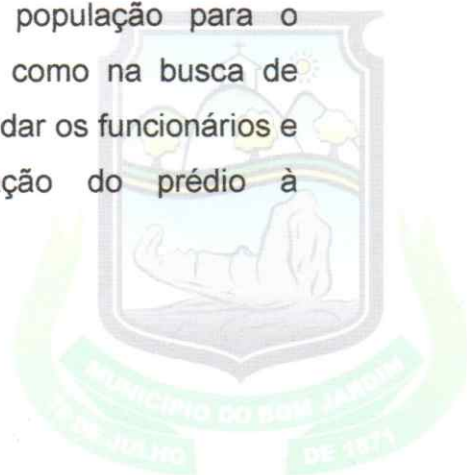 população para o
como na busca de
dar os funcionários e
ção do prédio à
MUNICÍPIO DO BOM JARDIM
DE JULHO DE 1871